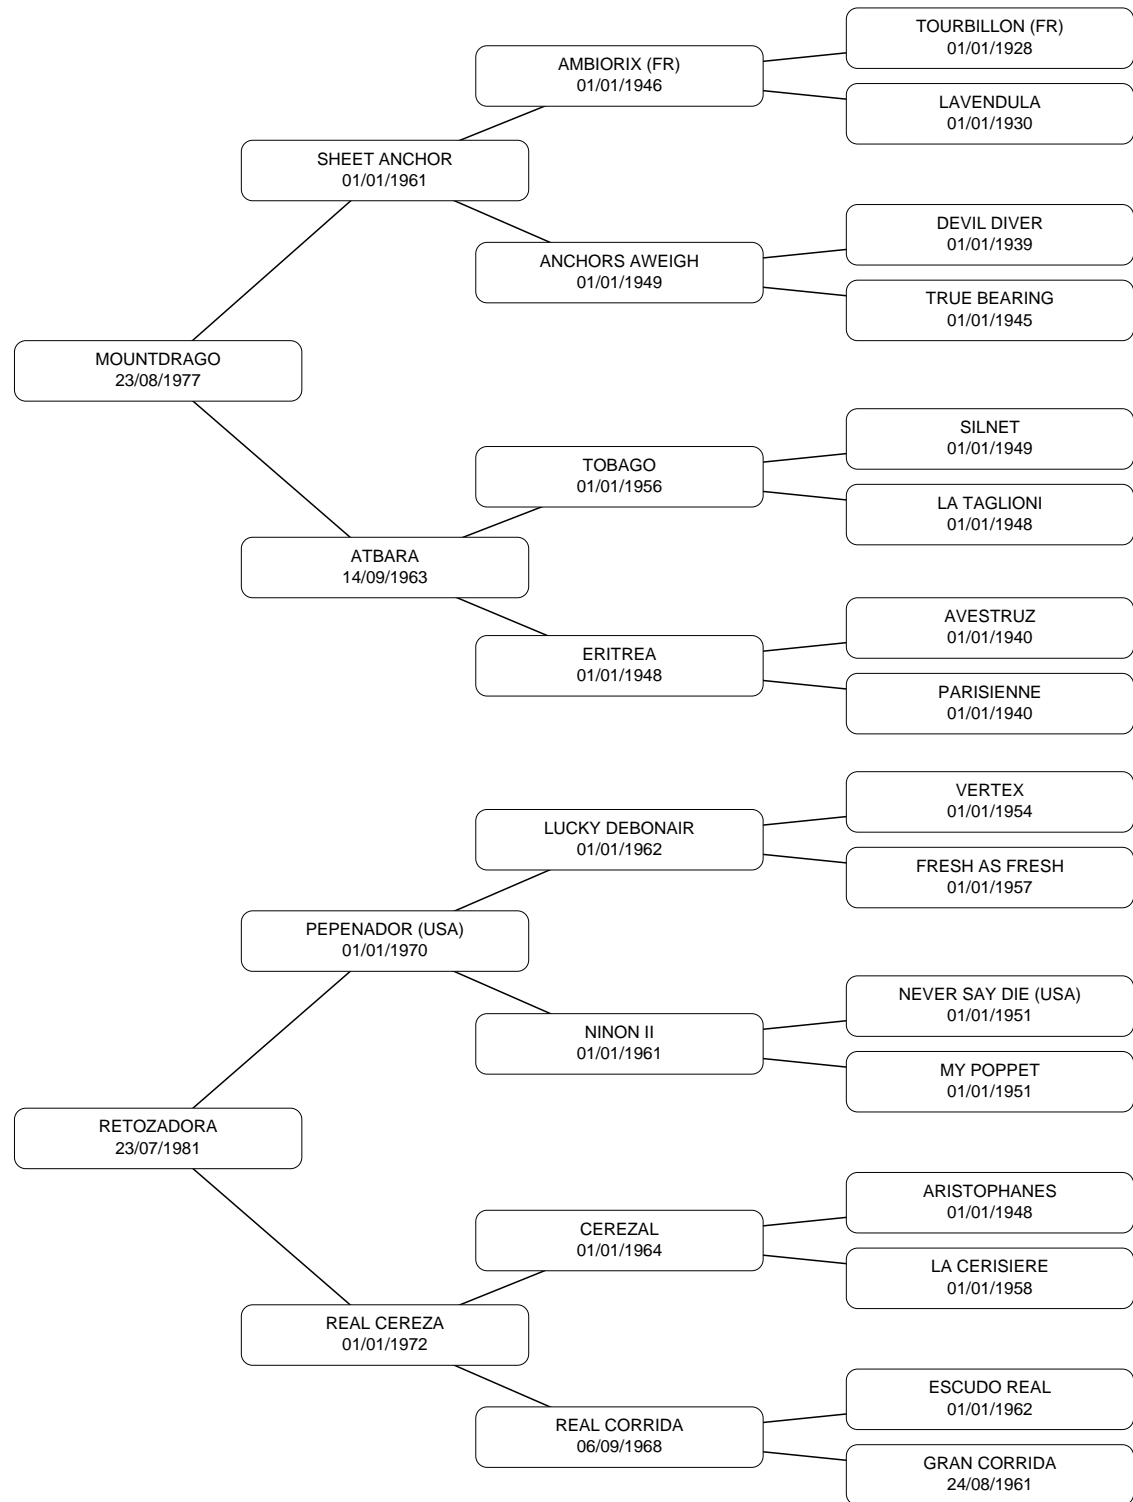 TOURBILLON (FR)
01/01/1928
AMBIORIX (FR)
01/01/1946
LAVENDULA
01/01/1930
SHEET ANCHOR
01/01/1961
DEVIL DIVER
01/01/1939
ANCHORS AWEIGH
01/01/1949
TRUE BEARING
01/01/1945
MOUNTDRAGO
23/08/1977
SILNET
01/01/1949
TOBAGO
01/01/1956
LA TAGLIONI
01/01/1948
ATBARA
14/09/1963
AVESTRUZ
01/01/1940
ERITREA
01/01/1948
PARISIENNE
01/01/1940
VERTEX
01/01/1954
LUCKY DEBONAIR
01/01/1962
FRESH AS FRESH
01/01/1957
PEPENADOR (USA)
01/01/1970
NEVER SAY DIE (USA)
01/01/1951
NINON II
01/01/1961
MY POPPET
01/01/1951
RETOZADORA
23/07/1981
ARISTOPHANES
01/01/1948
CEREZAL
01/01/1964
LA CERISIERE
01/01/1958
REAL CEREZA
01/01/1972
ESCUDO REAL
01/01/1962
REAL CORRIDA
06/09/1968
GRAN CORRIDA
24/08/1961